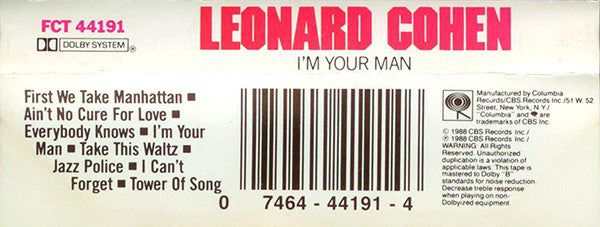 FCT 44191
DOLBY SYSTEM ®
LEONARD COHEN
I'M YOUR MAN
First We Take Manhattan ■
Ain't No Cure For Love ■
Everybody Knows ■ I'm Your
Man ■ Take This Waltz ■
Jazz Police ■ I Can't
Forget ■ Tower Of Song
0 7464 - 44191 - 4
Manufactured by Columbia
Records/CBS Records Inc./51 W. 52
Street, New York, N.Y./
"Columbia" and are
trademarks of CBS Inc.
© 1988 CBS Records Inc./
℗ 1988 CBS Records Inc./
WARNING: All Rights
Reserved. Unauthorized
duplication is a violation of
applicable laws. This tape is
mastered to Dolby "B"
standards for noise reduction.
Decrease treble response
when playing on non-
Dolbyized equipment.